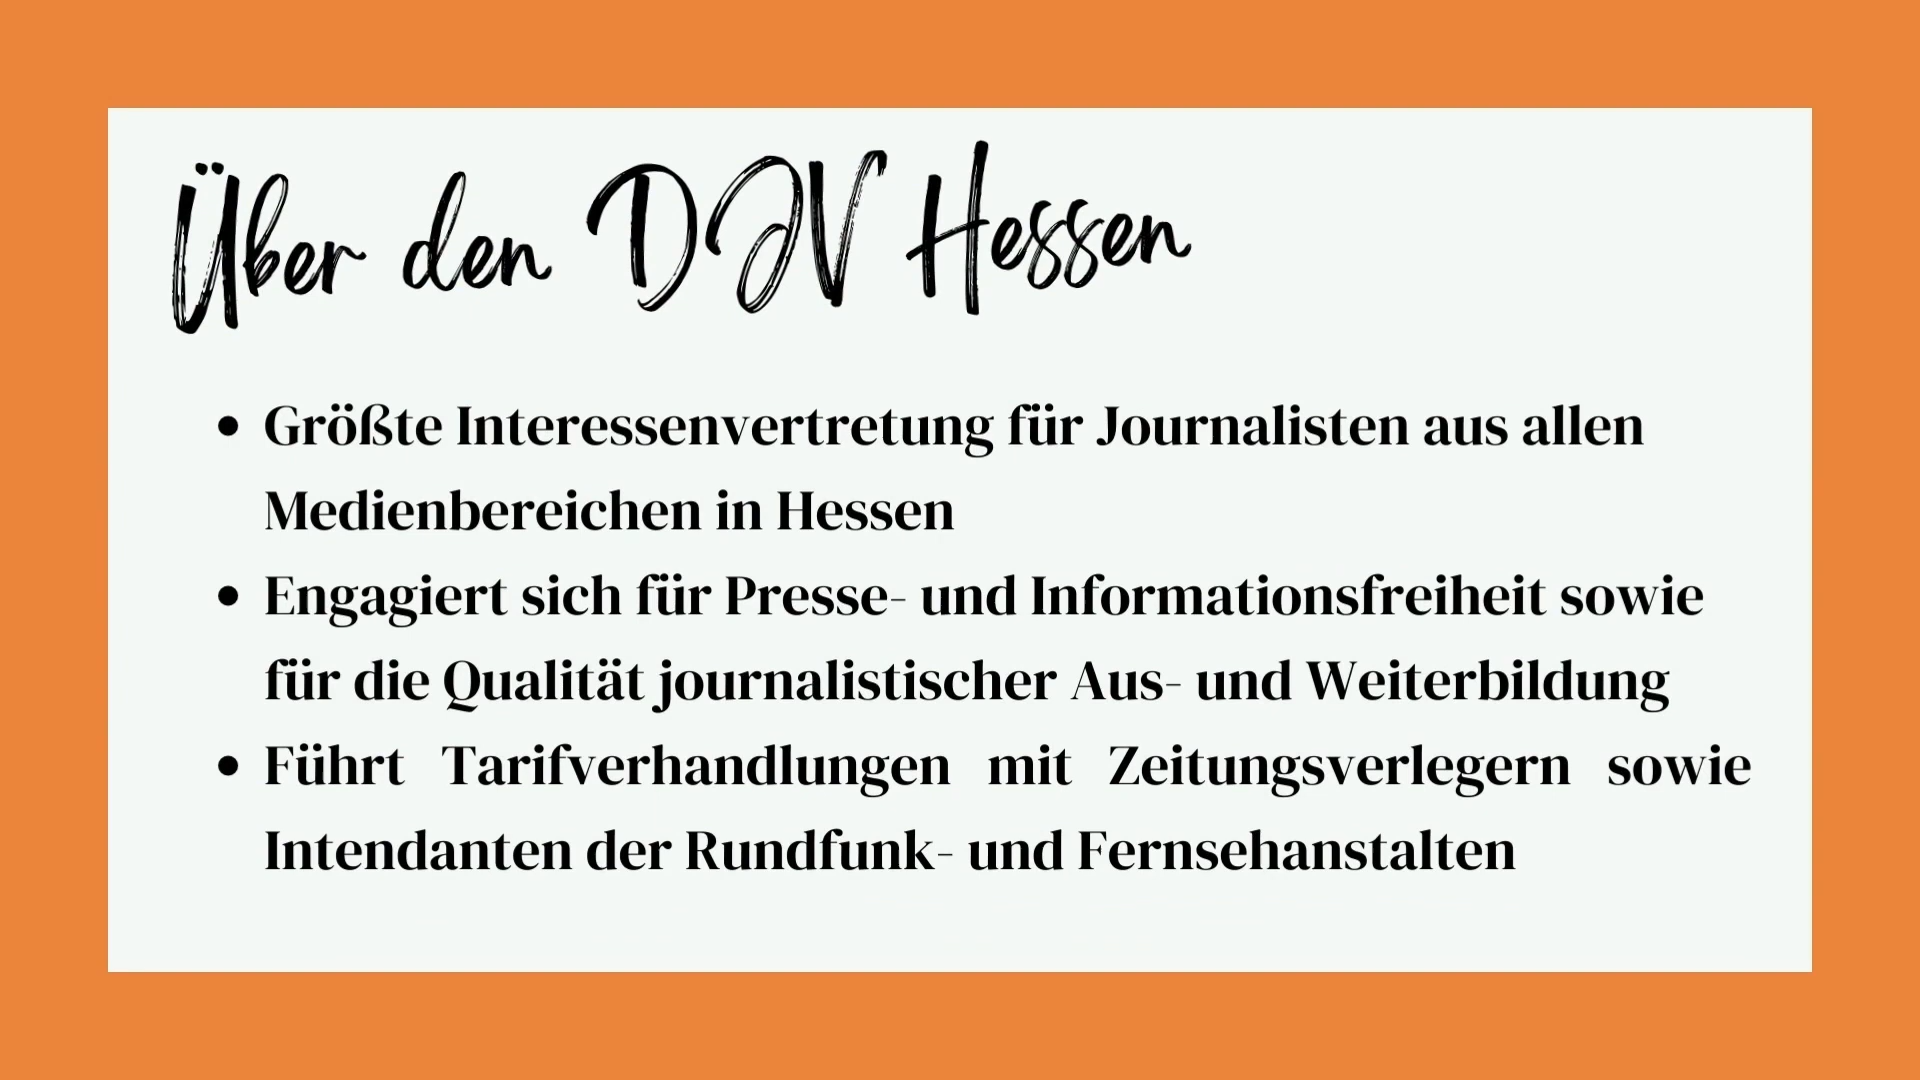 Über den DJV Hessen
• Größte Interessenvertretung für Journalisten aus allen
Medienbereichen in Hessen
• Engagiert sich für Presse- und Informationsfreiheit sowie
für die Qualität journalistischer Aus- und Weiterbildung
• Führt Tarifverhandlungen mit Zeitungsverlegern sowie
Intendanten der Rundfunk- und Fernsehanstalten